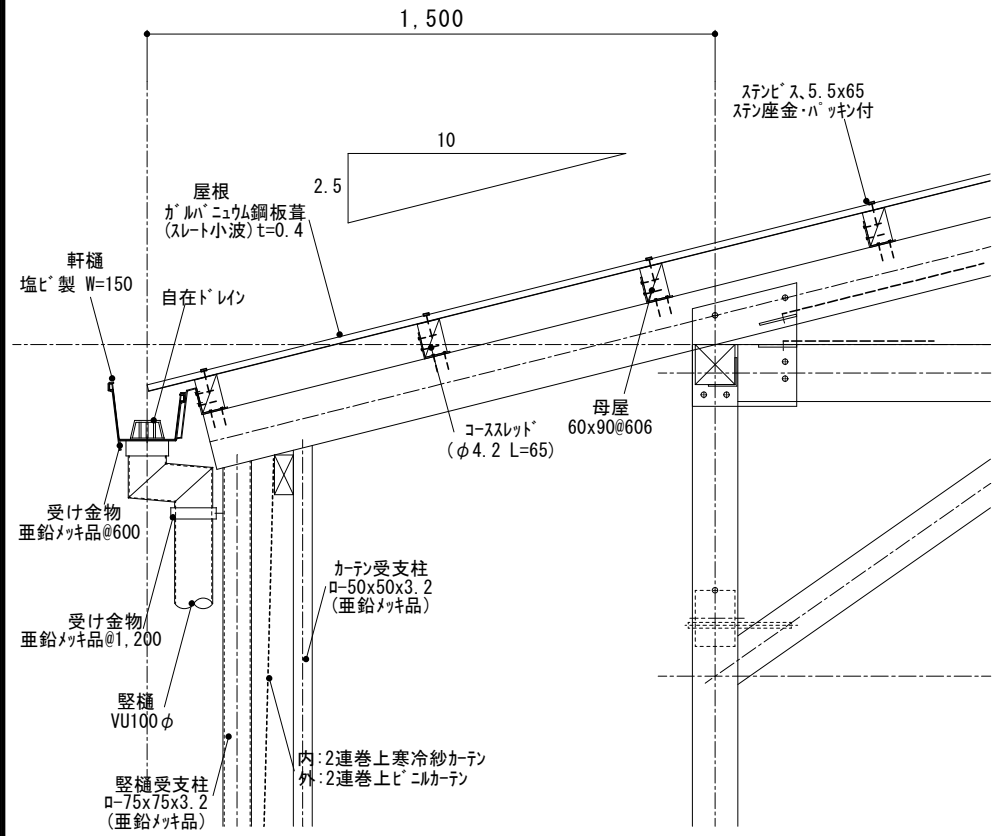 1,500
ステンビス、5.5x65
ステン座金・パッキン付
10
2.5
屋根
ガルバニュウム鋼板葺
(スレート小波)t=0.4
軒樋
塩ビ製 W=150
自在ドレイン
母屋
60x90@606
コーススレッド
(φ4.2 L=65)
受け金物
亜鉛メッキ品@600
カーテン受支柱
ロ-50x50x3.2
(亜鉛メッキ品)
受け金物
亜鉛メッキ品@1,200
竪樋
VU100φ
内:2連巻上寒冷紗カーテン
外:2連巻上ビニルカーテン
竪樋受支柱
ロ-75x75x3.2
(亜鉛メッキ品)